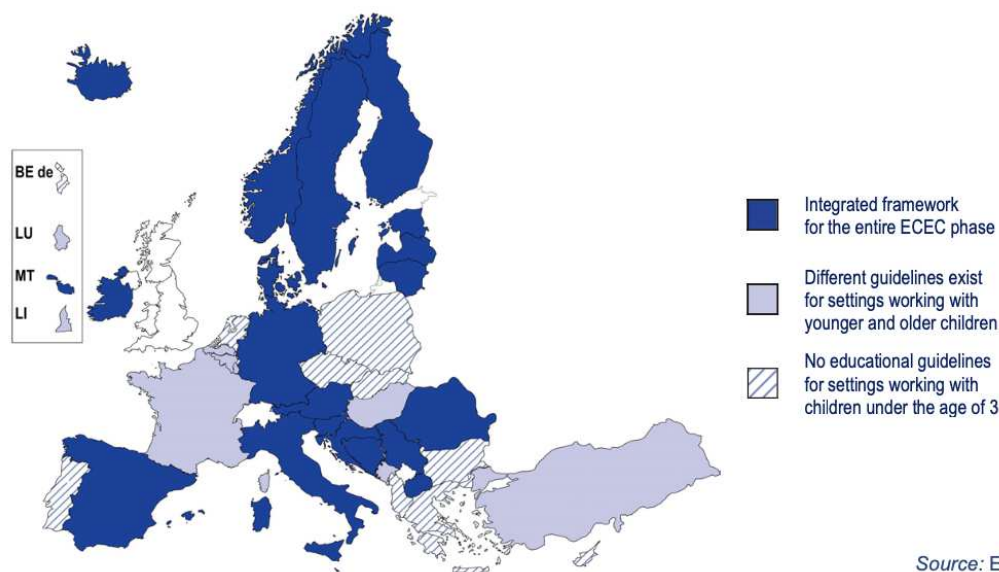 BE de
LU
MT
LI
Integrated framework
for the entire ECEC phase
Different guidelines exist
for settings working with
younger and older children
No educational guidelines
for settings working with
children under the age of 3
Source: E